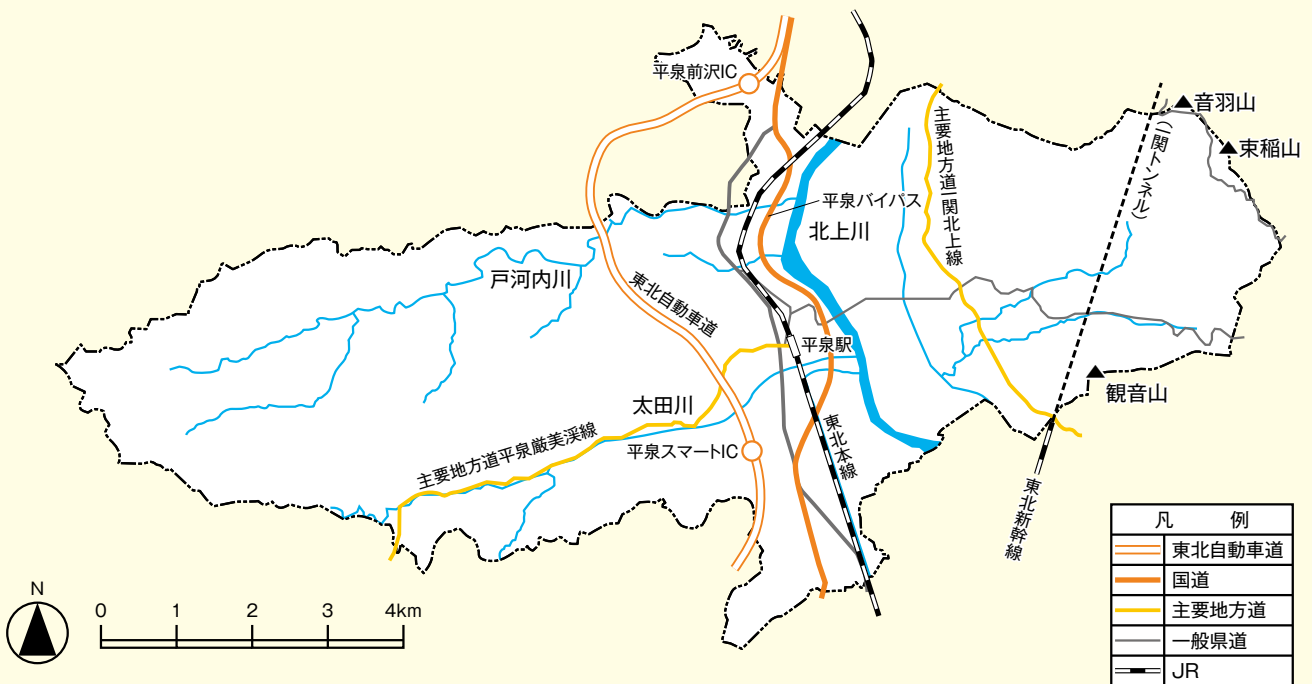 平泉前沢IC
音羽山
束稲山
主要地方道一関北上線
（一関トンネル）
平泉バイパス
北上川
戸河内川
東北自動車道
平泉駅
観音山
太田川
東北本線
平泉スマートIC
主要地方道平泉厳美渓線
東北新幹線
N
0 1 2 3 4km
凡 例
東北自動車道
国道
主要地方道
一般県道
JR